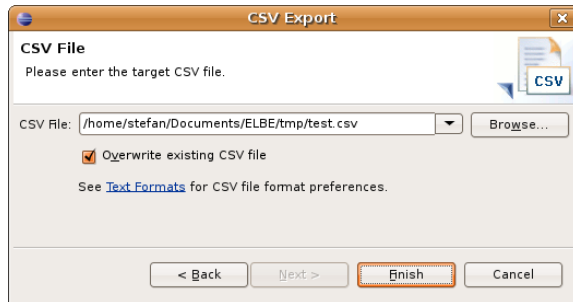 CSV Export
CSV File
Please enter the target CSV file.
CSV
CSV File: /home/stefan/Documents/ELBE/tmp/test.csv Browse...
Overwrite existing CSV file
See Text Formats for CSV file format preferences.
< Back Next > Finish Cancel